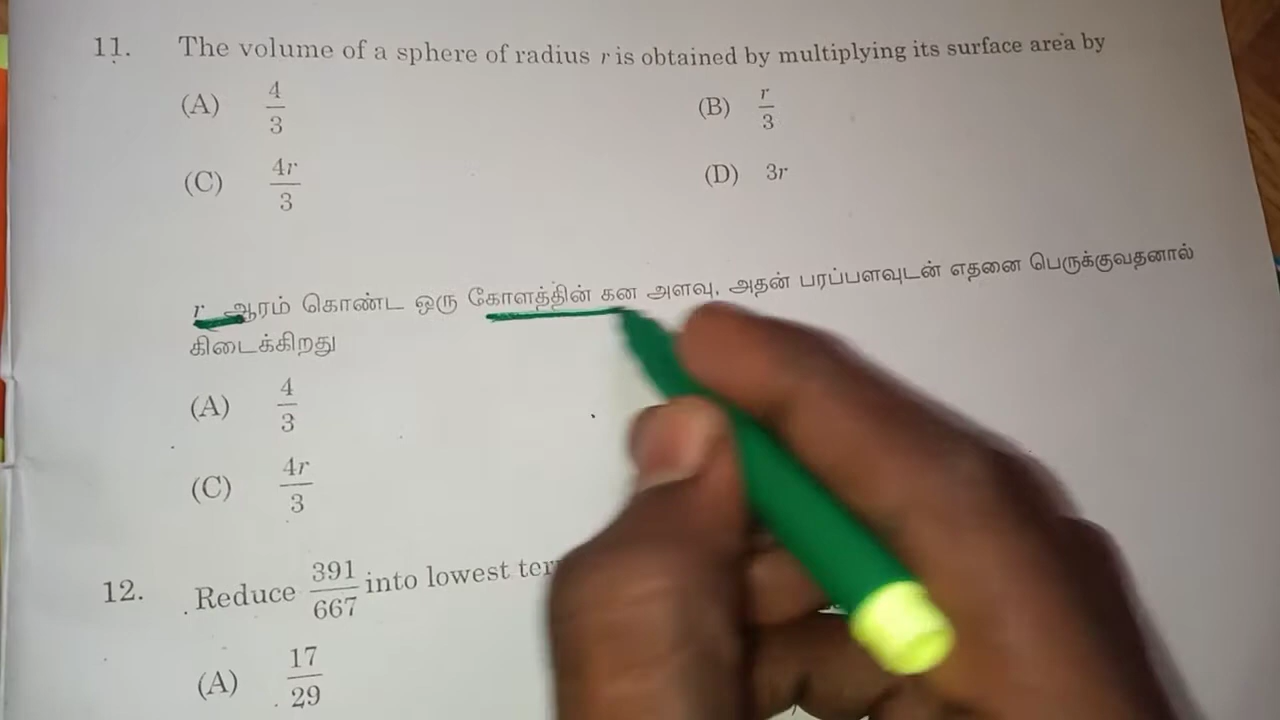 11. The volume of a sphere of radius r is obtained by multiplying its surface area by
(A) 4/3 (B) r/3
(C) 4r/3 (D) 3r
r ஆரம் கொண்ட ஒரு கோளத்தின் கன அளவு, அதன் பரப்பளவுடன் எதனை பெருக்குவதனால்
கிடைக்கிறது
(A) 4/3
(C) 4r/3
12. Reduce 391/667 into lowest
(A) 17/29